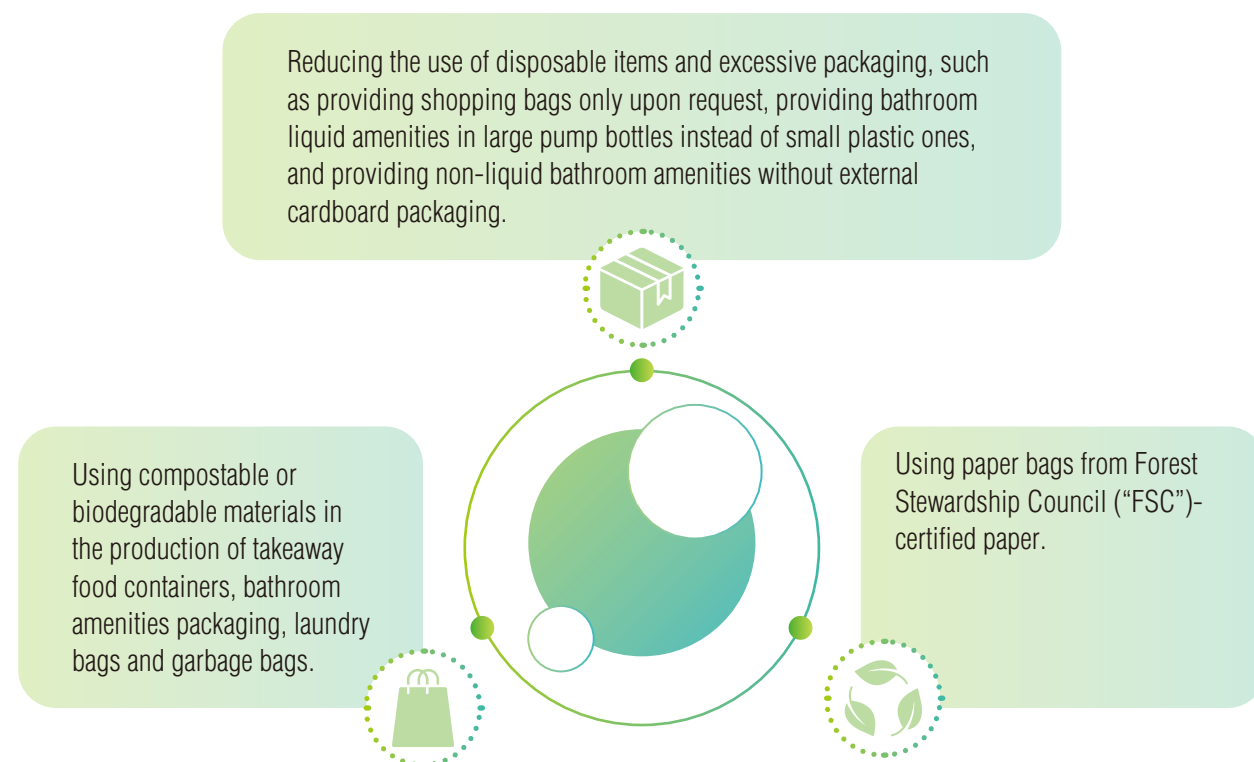 Reducing the use of disposable items and excessive packaging, such
as providing shopping bags only upon request, providing bathroom
liquid amenities in large pump bottles instead of small plastic ones,
and providing non-liquid bathroom amenities without external
cardboard packaging.
Using compostable or
biodegradable materials in
the production of takeaway
food containers, bathroom
amenities packaging, laundry
bags and garbage bags.
Using paper bags from Forest
Stewardship Council (“FSC”)-
certified paper.